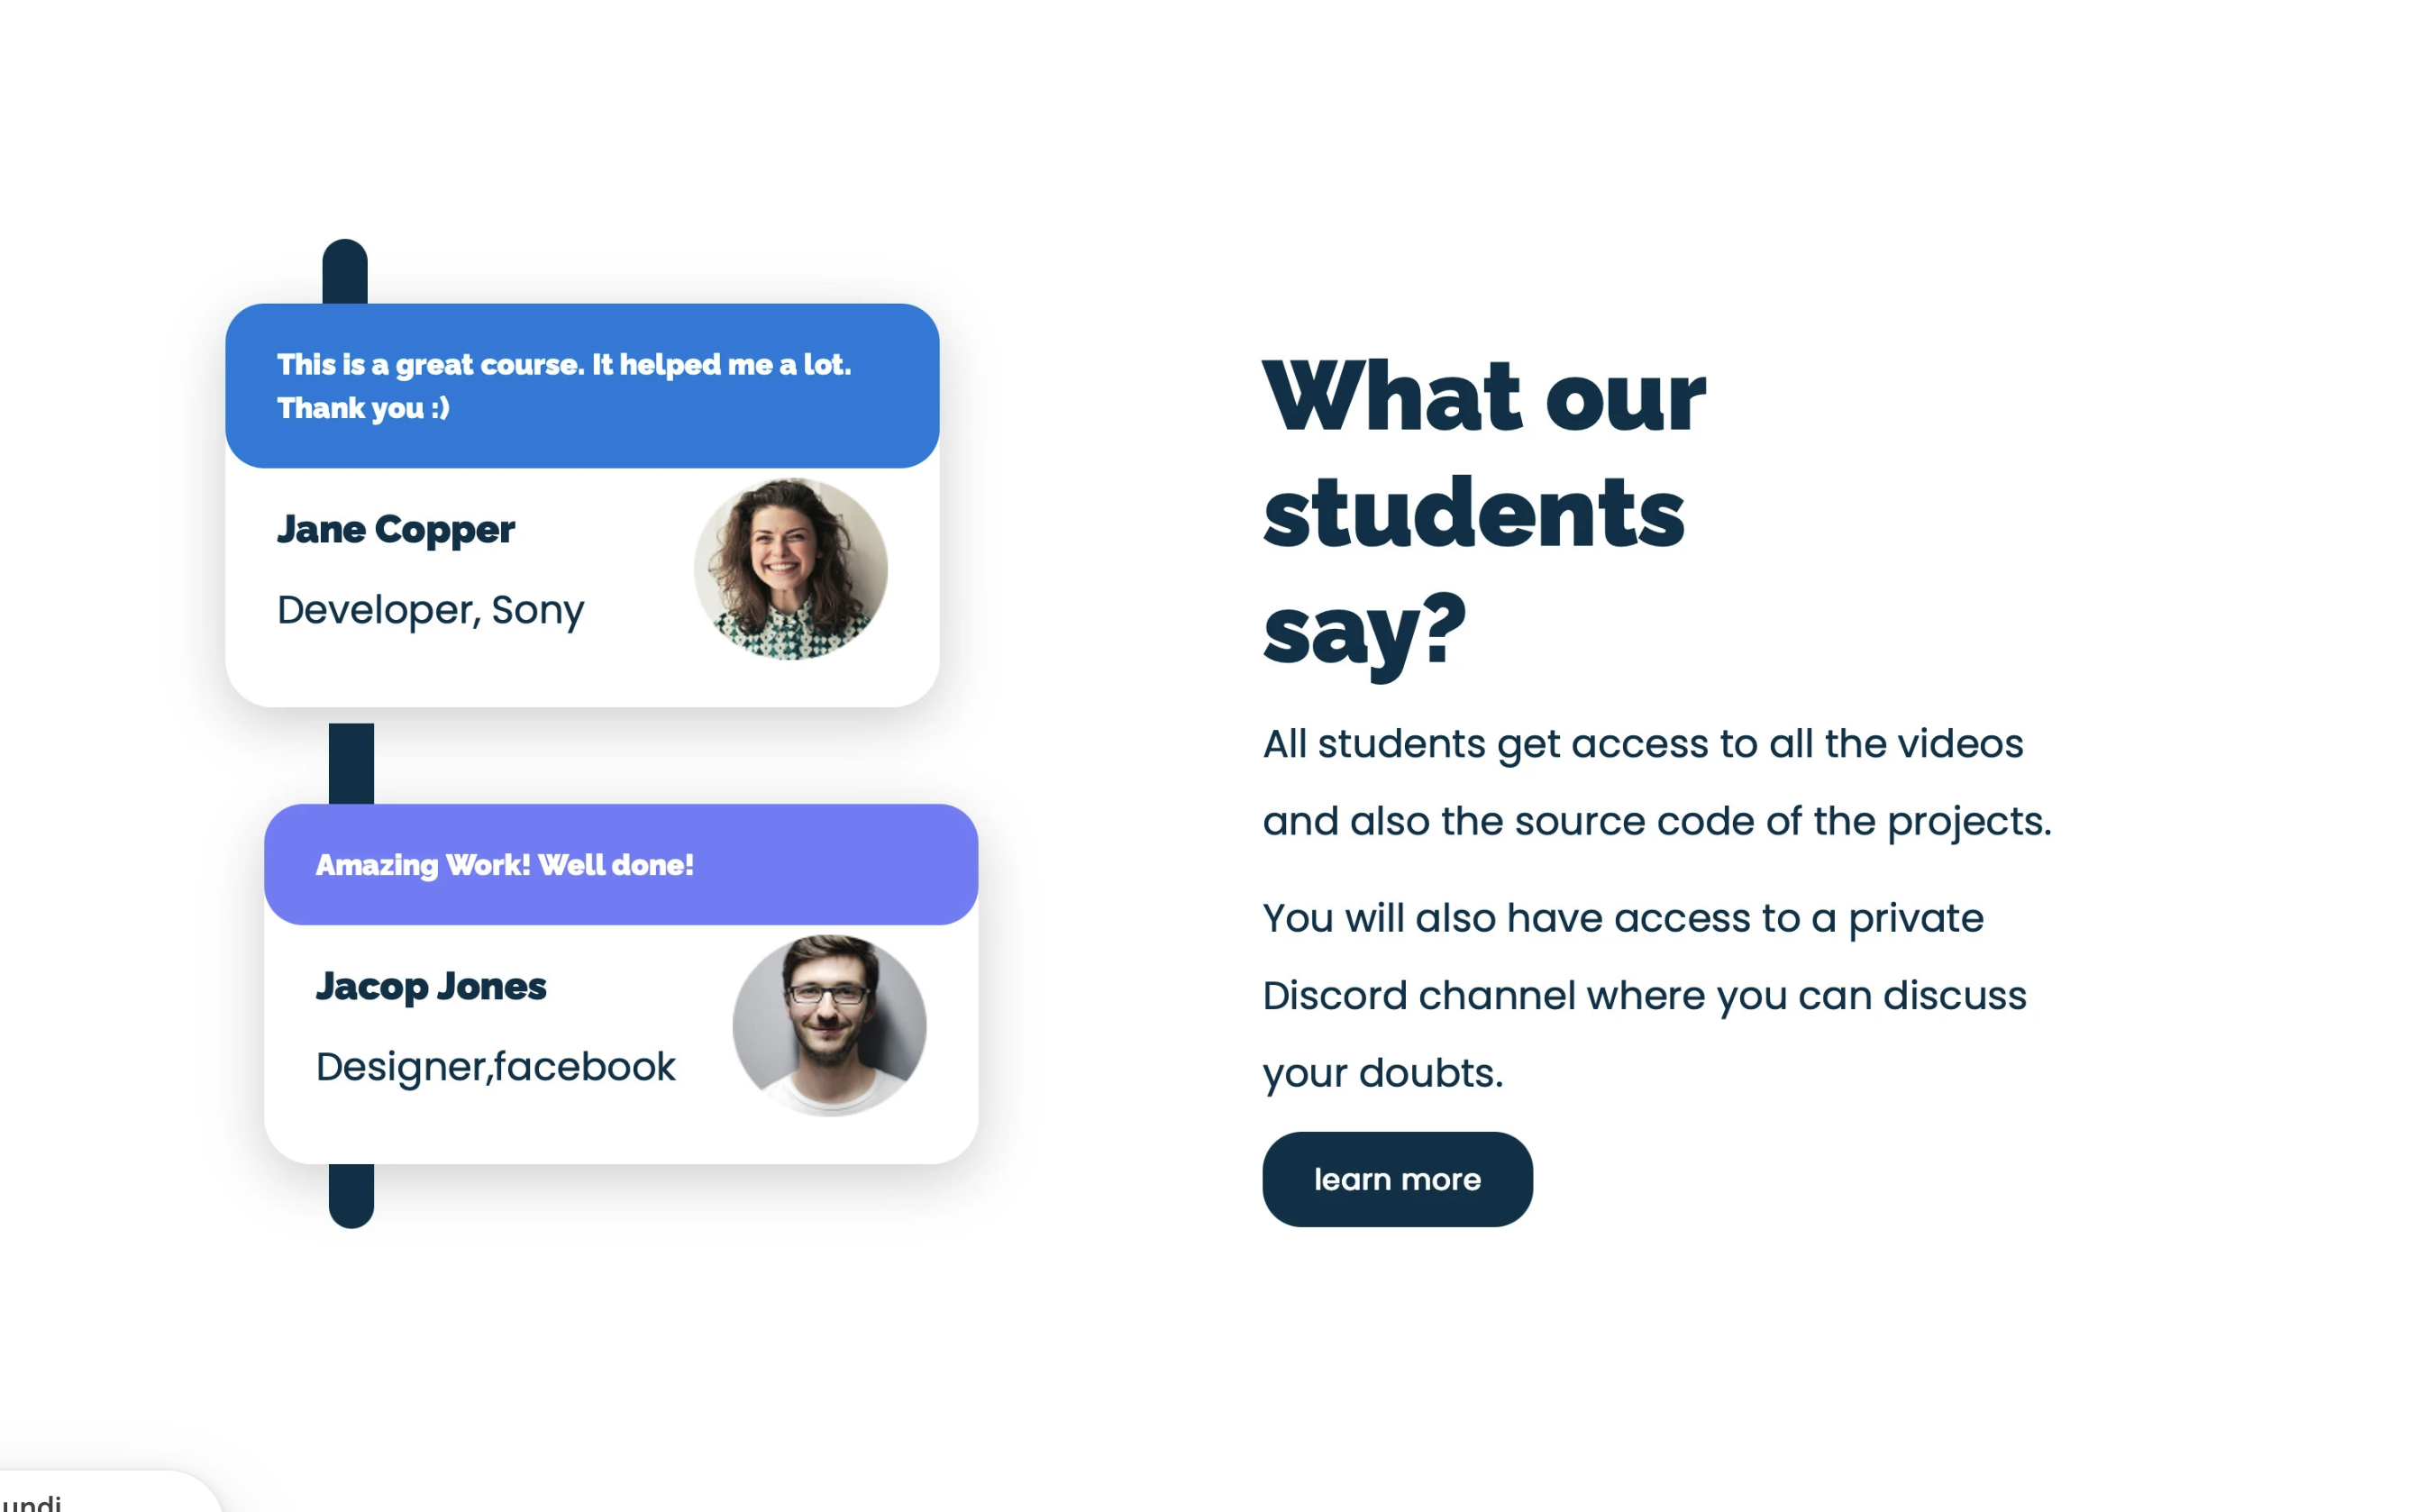 This is a great course. It helped me a lot.
Thank you :)
Jane Copper
Developer, Sony
Amazing Work! Well done!
Jacop Jones
Designer,facebook
What our
students
say?
All students get access to all the videos
and also the source code of the projects.
You will also have access to a private
Discord channel where you can discuss
your doubts.
learn more
undi